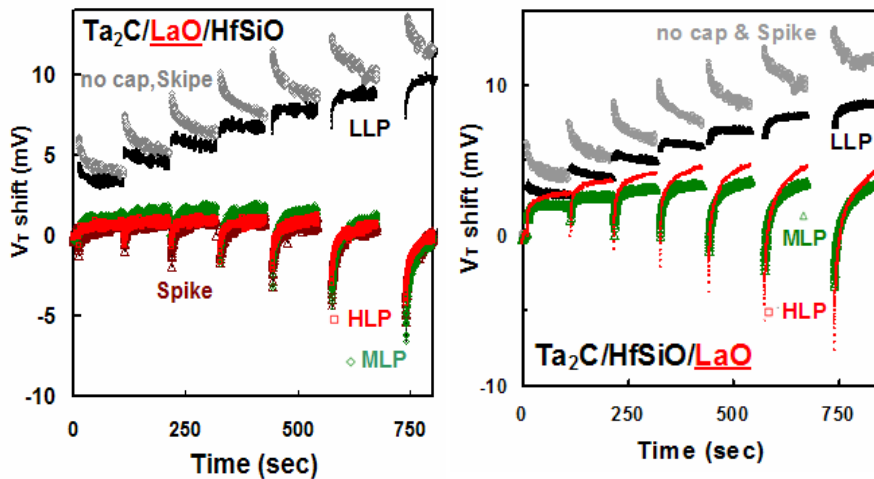 Ta2C/LaO/HfSiO
no cap,Skipe
LLP
Spike
HLP
MLP
VT shift (mV)
10
5
0
-5
-10
0
250
500
750
Time (sec)
no cap & Spike
LLP
MLP
HLP
Ta2C/HfSiO/LaO
VT shift (mV)
10
0
-10
0
250
500
750
Time (sec)